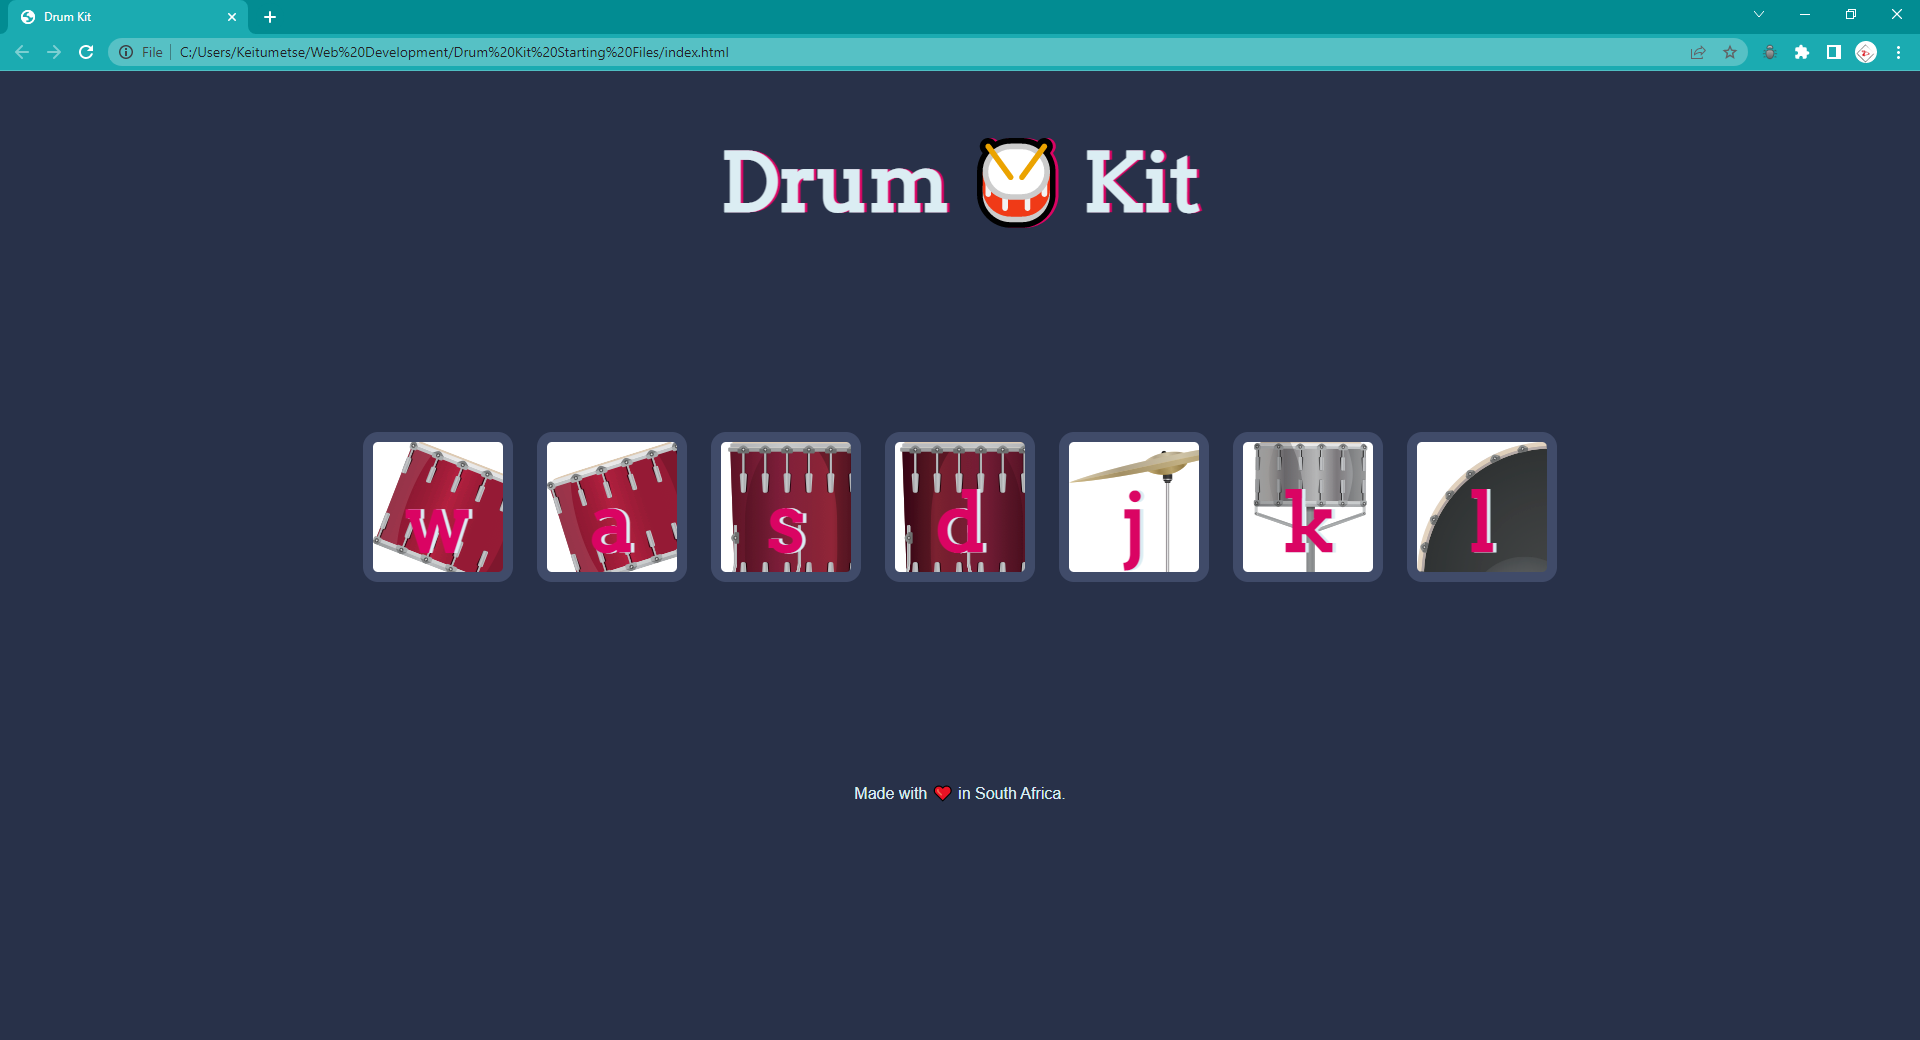 Drum Kit
File C:/Users/Keitumetse/Web%20Development/Drum%20Kit%20Starting%20Files/index.html
Drum 🥁 Kit
w a s d j k l
Made with ❤️ in South Africa.